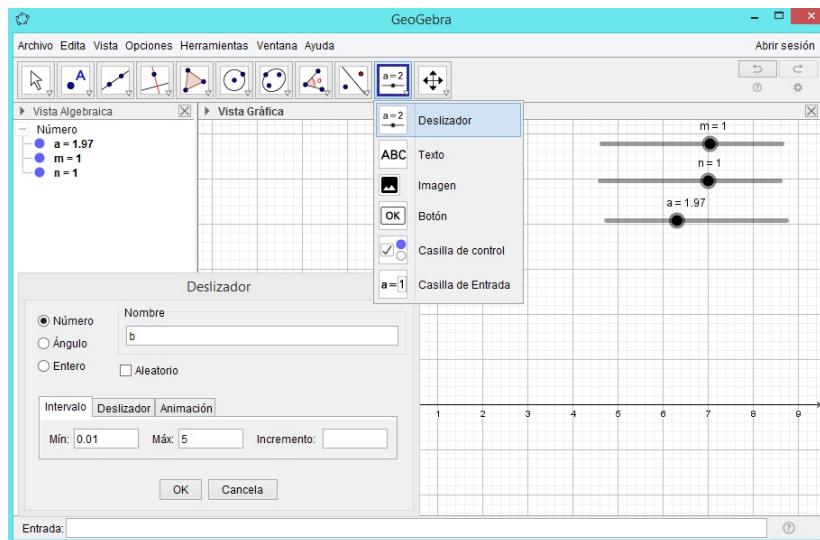 GeoGebra
Archivo Edita Vista Opciones Herramientas Ventana Ayuda
Abrir sesión
A
a=2
Vista Algebraica
Vista Gráfica
Número
a = 1.97
m = 1
n = 1
a=2 Deslizador
ABC Texto
Imagen
OK Botón
Casilla de control
a=1 Casilla de Entrada
m = 1
n = 1
a = 1.97
Deslizador
Número
Ángulo
Entero
Nombre
b
Aleatorio
Intervalo Deslizador Animación
Mín: 0.01 Máx: 5 Incremento:
OK Cancela
1 2 3 4 5 6 7 8 9
Entrada: